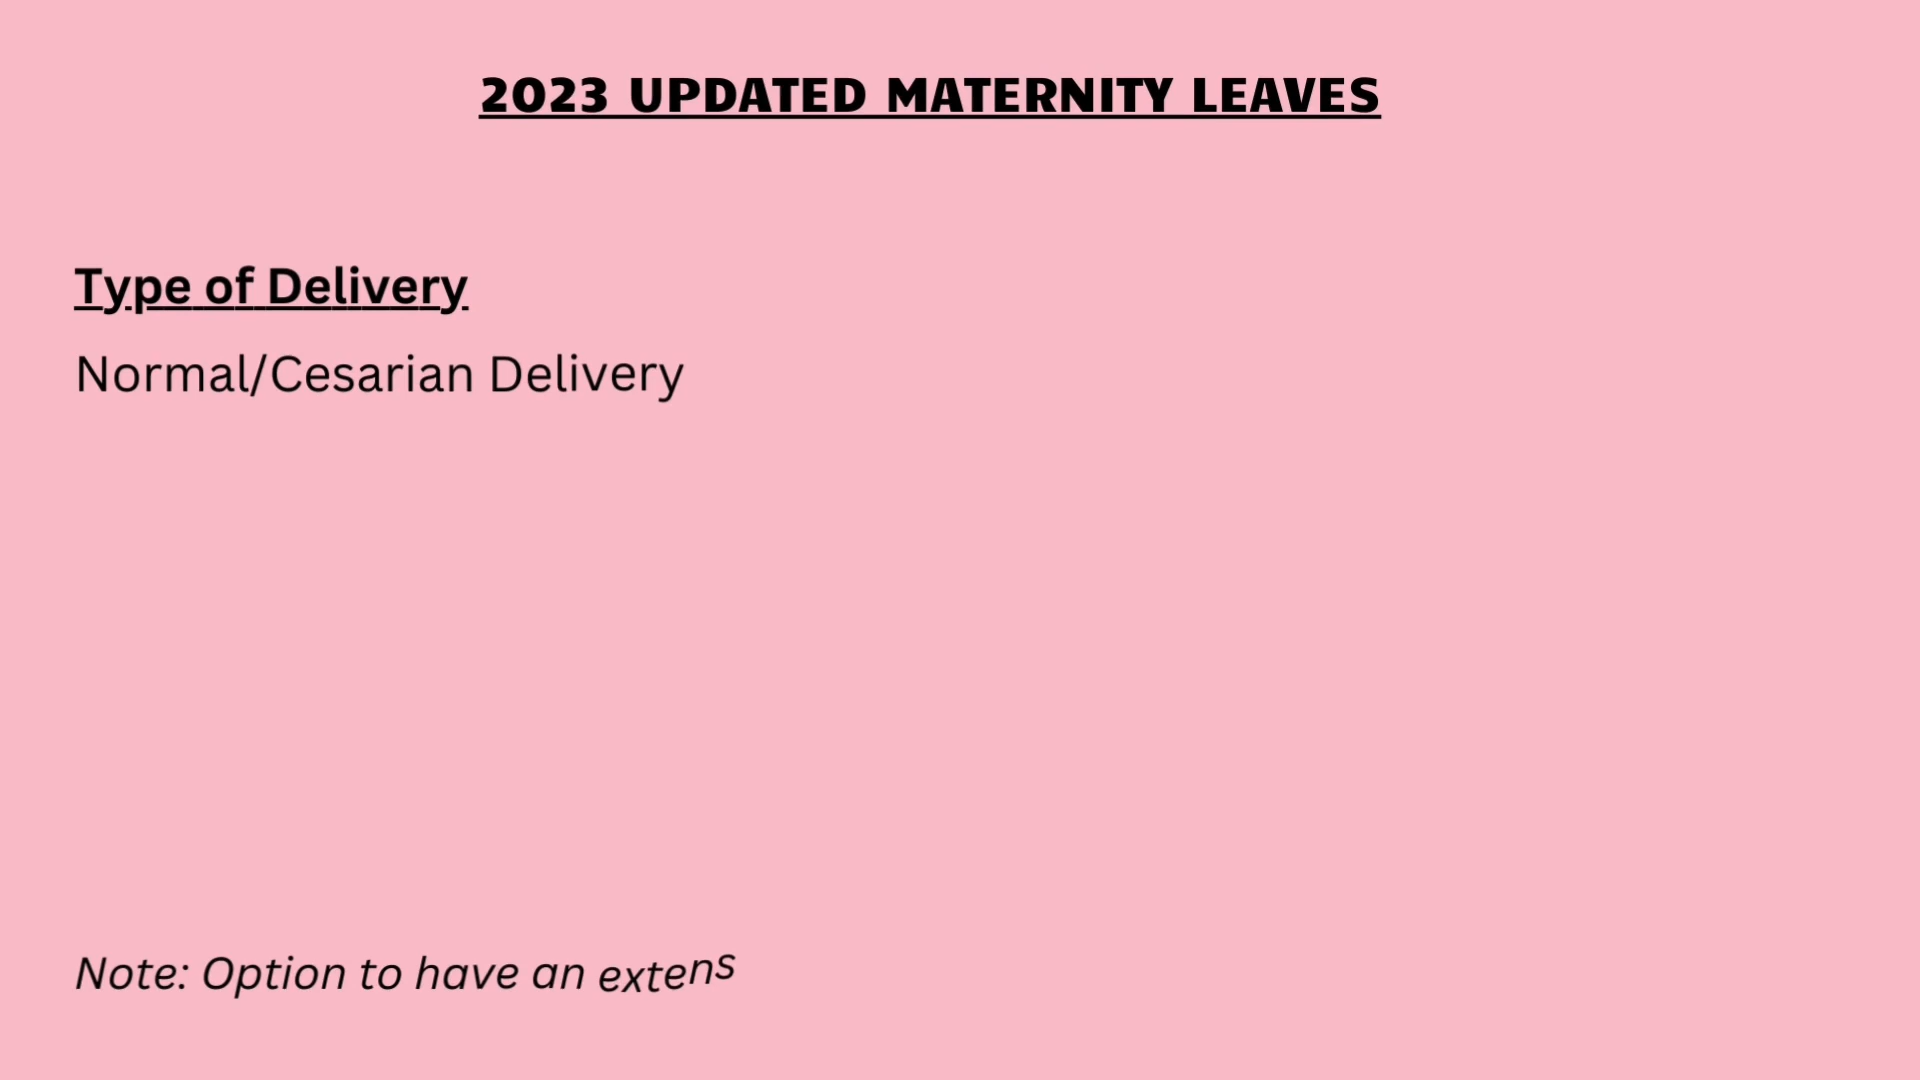 2023 UPDATED MATERNITY LEAVES
Type of Delivery
Normal/Cesarian Delivery
Note: Option to have an extens